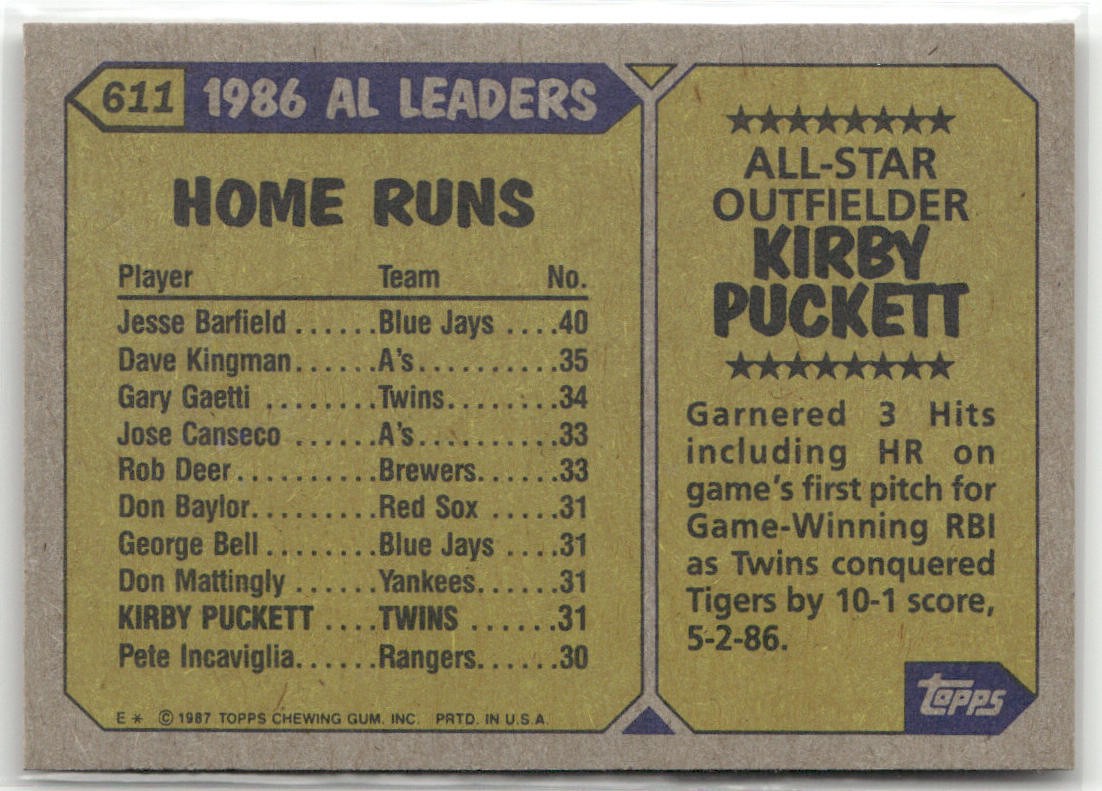 611 1986 AL LEADERS
HOME RUNS
Player Team No.
Jesse Barfield ......Blue Jays ....40
Dave Kingman......A's..........35
Gary Gaetti ........Twins........34
Jose Canseco ......A's..........33
Rob Deer..........Brewers.....33
Don Baylor.........Red Sox .....31
George Bell ........Blue Jays ....31
Don Mattingly ......Yankees.....31
KIRBY PUCKETT ....TWINS ......31
Pete Incaviglia......Rangers......30
E * © 1987 TOPPS CHEWING GUM, INC. PRTD. IN U.S.A.
ALL-STAR
OUTFIELDER
KIRBY
PUCKETT
Garnered 3 Hits
including HR on
game's first pitch for
Game-Winning RBI
as Twins conquered
Tigers by 10-1 score,
5-2-86.
topps